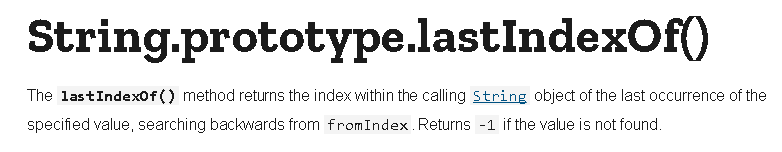 String.prototype.lastIndexOf()
The lastIndexOf() method returns the index within the calling String object of the last occurrence of the
specified value, searching backwards from fromIndex. Returns -1 if the value is not found.